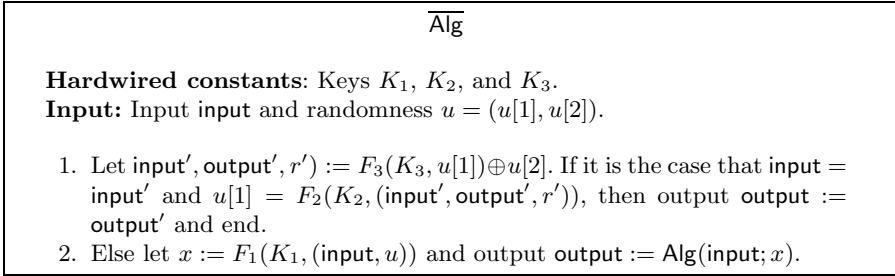 Alg
Hardwired constants: Keys K₁, K₂, and K₃.
Input: Input input and randomness u = (u[1], u[2]).
1. Let input′, output′, r′) := F₃(K₃, u[1])⊕u[2]. If it is the case that input =
input′ and u[1] = F₂(K₂, (input′, output′, r′)), then output output :=
output′ and end.
2. Else let x := F₁(K₁, (input, u)) and output output := Alg(input; x).